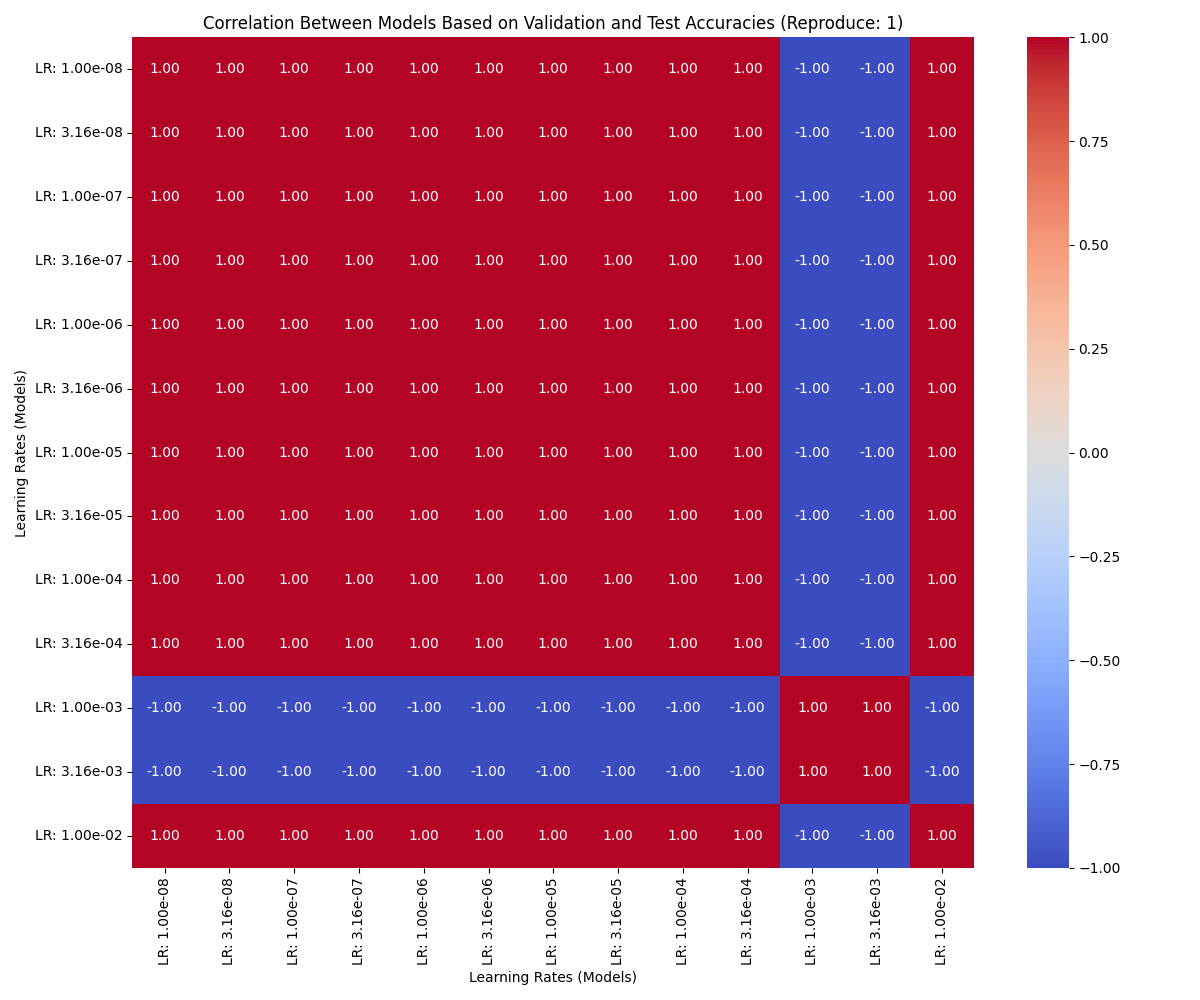 Correlation Between Models Based on Validation and Test Accuracies (Reproduce: 1)
LR: 1.00e-08 1.00 1.00 1.00 1.00 1.00 1.00 1.00 1.00 1.00 1.00 -1.00 -1.00 1.00
LR: 3.16e-08 1.00 1.00 1.00 1.00 1.00 1.00 1.00 1.00 1.00 1.00 -1.00 -1.00 1.00
LR: 1.00e-07 1.00 1.00 1.00 1.00 1.00 1.00 1.00 1.00 1.00 1.00 -1.00 -1.00 1.00
LR: 3.16e-07 1.00 1.00 1.00 1.00 1.00 1.00 1.00 1.00 1.00 1.00 -1.00 -1.00 1.00
LR: 1.00e-06 1.00 1.00 1.00 1.00 1.00 1.00 1.00 1.00 1.00 1.00 -1.00 -1.00 1.00
LR: 3.16e-06 1.00 1.00 1.00 1.00 1.00 1.00 1.00 1.00 1.00 1.00 -1.00 -1.00 1.00
LR: 1.00e-05 1.00 1.00 1.00 1.00 1.00 1.00 1.00 1.00 1.00 1.00 -1.00 -1.00 1.00
LR: 3.16e-05 1.00 1.00 1.00 1.00 1.00 1.00 1.00 1.00 1.00 1.00 -1.00 -1.00 1.00
LR: 1.00e-04 1.00 1.00 1.00 1.00 1.00 1.00 1.00 1.00 1.00 1.00 -1.00 -1.00 1.00
LR: 3.16e-04 1.00 1.00 1.00 1.00 1.00 1.00 1.00 1.00 1.00 1.00 -1.00 -1.00 1.00
LR: 1.00e-03 -1.00 -1.00 -1.00 -1.00 -1.00 -1.00 -1.00 -1.00 -1.00 -1.00 1.00 1.00 -1.00
LR: 3.16e-03 -1.00 -1.00 -1.00 -1.00 -1.00 -1.00 -1.00 -1.00 -1.00 -1.00 1.00 1.00 -1.00
LR: 1.00e-02 1.00 1.00 1.00 1.00 1.00 1.00 1.00 1.00 1.00 1.00 -1.00 -1.00 1.00
Learning Rates (Models)
LR: 1.00e-08
LR: 3.16e-08
LR: 1.00e-07
LR: 3.16e-07
LR: 1.00e-06
LR: 3.16e-06
LR: 1.00e-05
LR: 3.16e-05
LR: 1.00e-04
LR: 3.16e-04
LR: 1.00e-03
LR: 3.16e-03
LR: 1.00e-02
Learning Rates (Models)
1.00
0.75
0.50
0.25
0.00
−0.25
−0.50
−0.75
−1.00